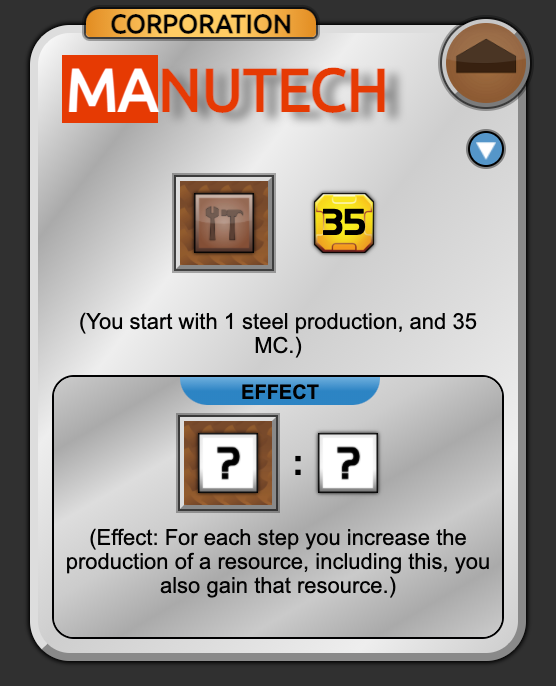 CORPORATION
MANUTECH
35
(You start with 1 steel production, and 35
MC.)
EFFECT
? : ?
(Effect: For each step you increase the
production of a resource, including this, you
also gain that resource.)